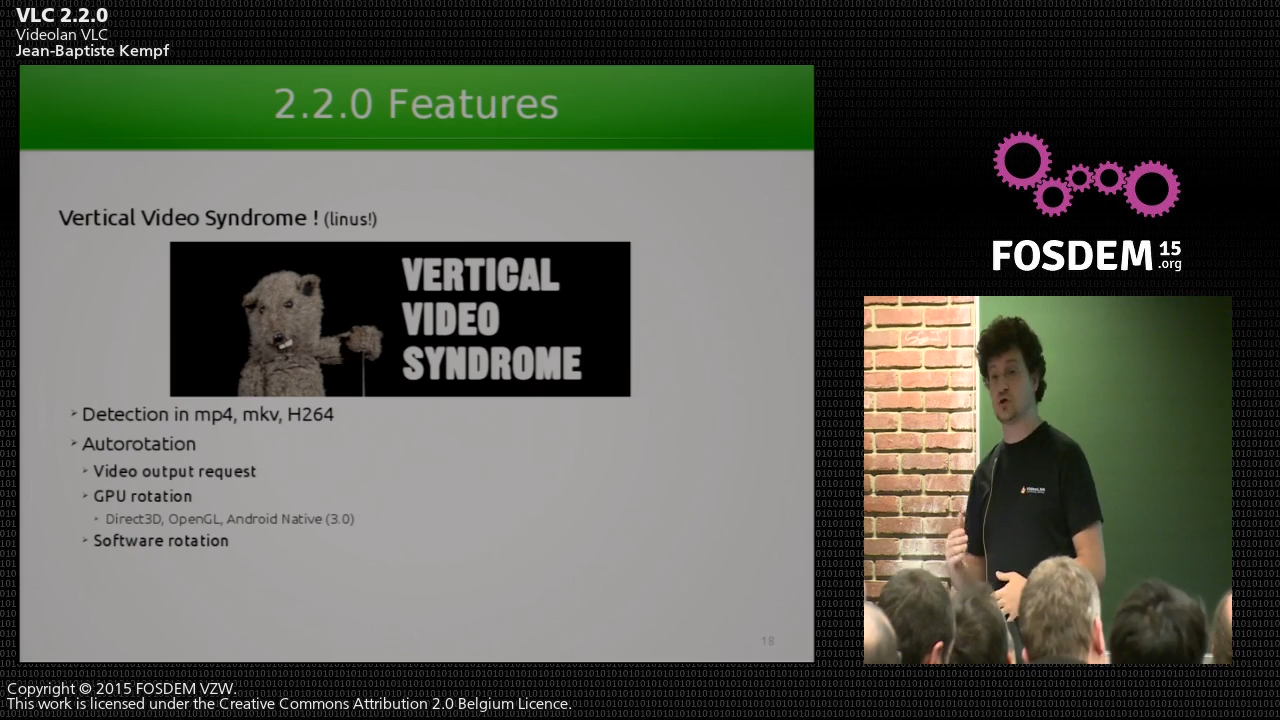 VLC 2.2.0
Videolan VLC
Jean-Baptiste Kempf
2.2.0 Features
Vertical Video Syndrome ! (linus!)
VERTICAL
VIDEO
SYNDROME
Detection in mp4, mkv, H264
Autorotation
Video output request
GPU rotation
Direct3D, OpenGL, Android Native (3.0)
Software rotation
18
FOSDEM 15
.org
Copyright © 2015 FOSDEM VZW.
This work is licensed under the Creative Commons Attribution 2.0 Belgium Licence.